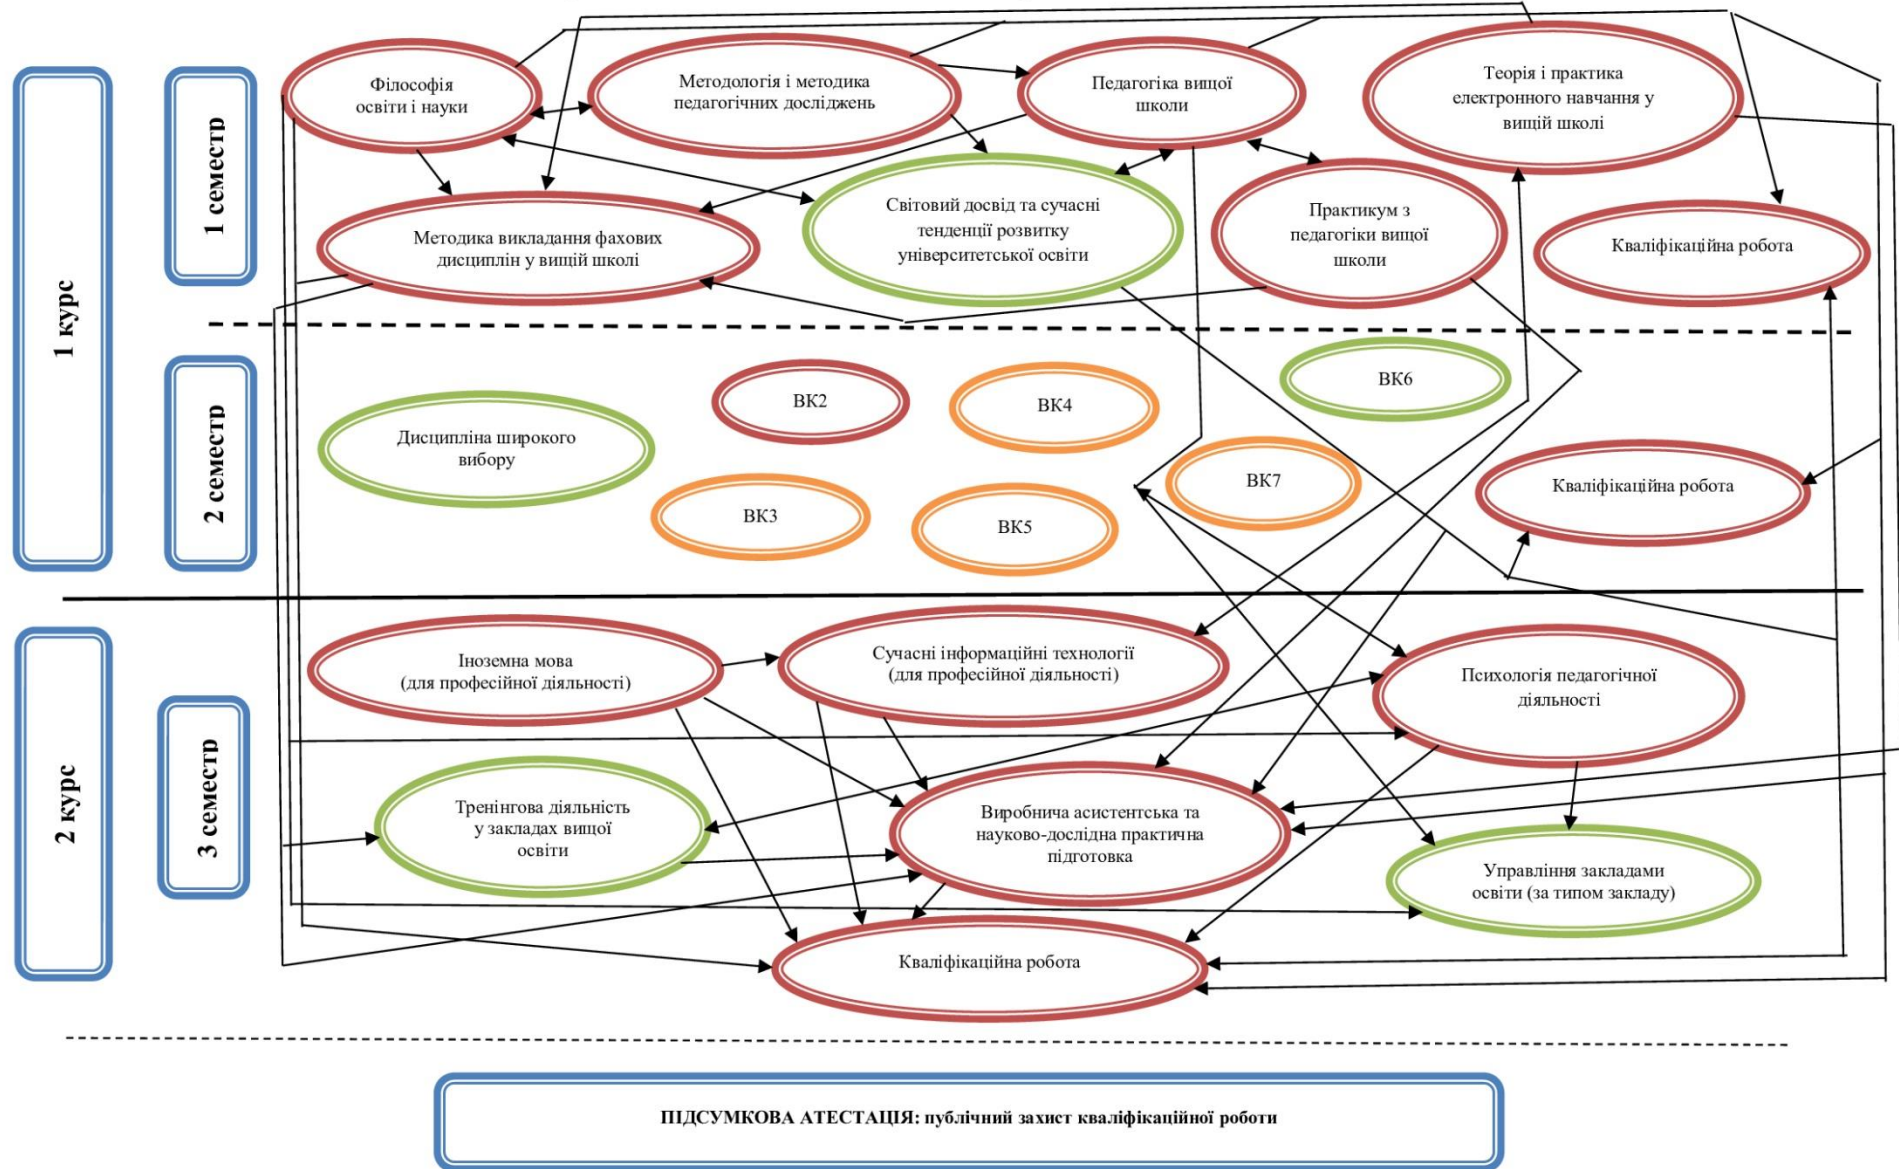 1 курс
1 семестр
Філософія
освіти і науки
Методологія і методика
педагогічних досліджень
Педагогіка вищої
школи
Теорія і практика
електронного навчання у
вищій школі
Методика викладання фахових
дисциплін у вищій школі
Світовий досвід та сучасні
тенденції розвитку
університетської освіти
Практикум з
педагогіки вищої
школи
Кваліфікаційна робота
2 семестр
Дисципліна широкого
вибору
ВК2
ВК3
ВК4
ВК5
ВК6
ВК7
Кваліфікаційна робота
2 курс
3 семестр
Іноземна мова
(для професійної діяльності)
Сучасні інформаційні технології
(для професійної діяльності)
Психологія педагогічної
діяльності
Тренінгова діяльність
у закладах вищої
освіти
Виробнича асистентська та
науково-дослідна практична
підготовка
Управління закладами
освіти (за типом закладу)
Кваліфікаційна робота
ПІДСУМКОВА АТЕСТАЦІЯ: публічний захист кваліфікаційної роботи